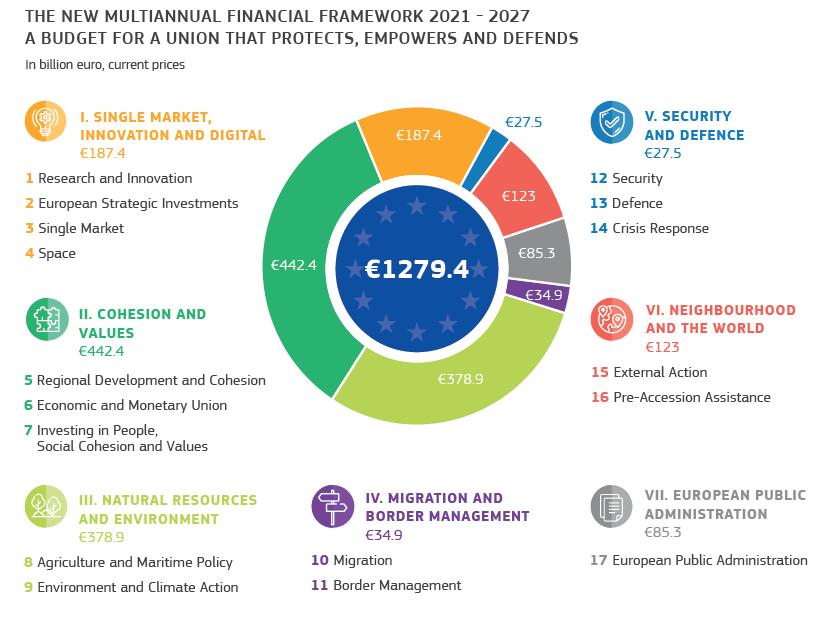 THE NEW MULTIANNUAL FINANCIAL FRAMEWORK 2021 - 2027
A BUDGET FOR A UNION THAT PROTECTS, EMPOWERS AND DEFENDS
In billion euro, current prices
I. SINGLE MARKET,
INNOVATION AND DIGITAL
€187.4
1 Research and Innovation
2 European Strategic Investments
3 Single Market
4 Space
II. COHESION AND
VALUES
€442.4
5 Regional Development and Cohesion
6 Economic and Monetary Union
7 Investing in People,
Social Cohesion and Values
III. NATURAL RESOURCES
AND ENVIRONMENT
€378.9
8 Agriculture and Maritime Policy
9 Environment and Climate Action
€187.4
€27.5
€123
€85.3
€34.9
€378.9
€442.4
€1279.4
IV. MIGRATION AND
BORDER MANAGEMENT
€34.9
10 Migration
11 Border Management
V. SECURITY
AND DEFENCE
€27.5
12 Security
13 Defence
14 Crisis Response
VI. NEIGHBOURHOOD
AND THE WORLD
€123
15 External Action
16 Pre-Accession Assistance
VII. EUROPEAN PUBLIC
ADMINISTRATION
€85.3
17 European Public Administration